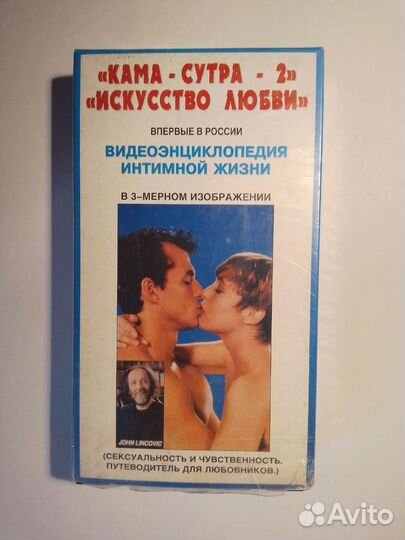 «КАМА - СУТРА - 2»
«ИСКУССТВО ЛЮБВИ»
ВПЕРВЫЕ В РОССИИ
ВИДЕОЭНЦИКЛОПЕДИЯ
ИНТИМНОЙ ЖИЗНИ
В 3-МЕРНОМ ИЗОБРАЖЕНИИ
JOHN LINCOVIC
(СЕКСУАЛЬНОСТЬ И ЧУВСТВЕННОСТЬ.
ПУТЕВОДИТЕЛЬ ДЛЯ ЛЮБОВНИКОВ.)
Avito